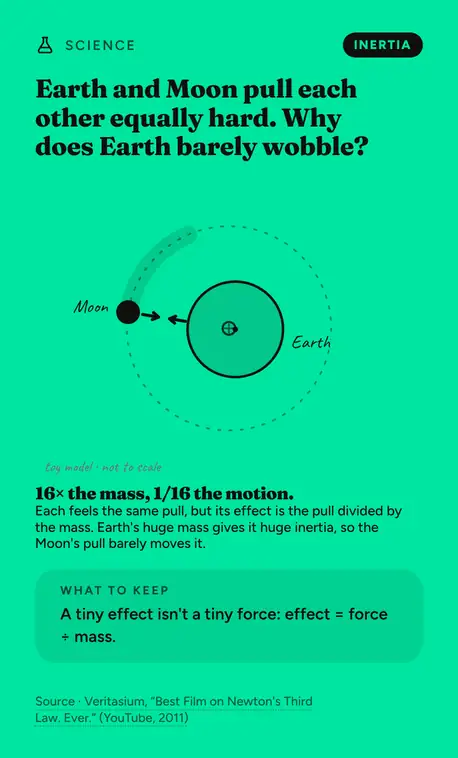 SCIENCE
INERTIA
Earth and Moon pull each
other equally hard. Why
does Earth barely wobble?
Moon
Earth
toy model · not to scale
16× the mass, 1/16 the motion.
Each feels the same pull, but its effect is the pull divided by
the mass. Earth's huge mass gives it huge inertia, so the
Moon's pull barely moves it.
WHAT TO KEEP
A tiny effect isn't a tiny force: effect = force
÷ mass.
Source · Veritasium, "Best Film on Newton's Third
Law. Ever." (YouTube, 2011)